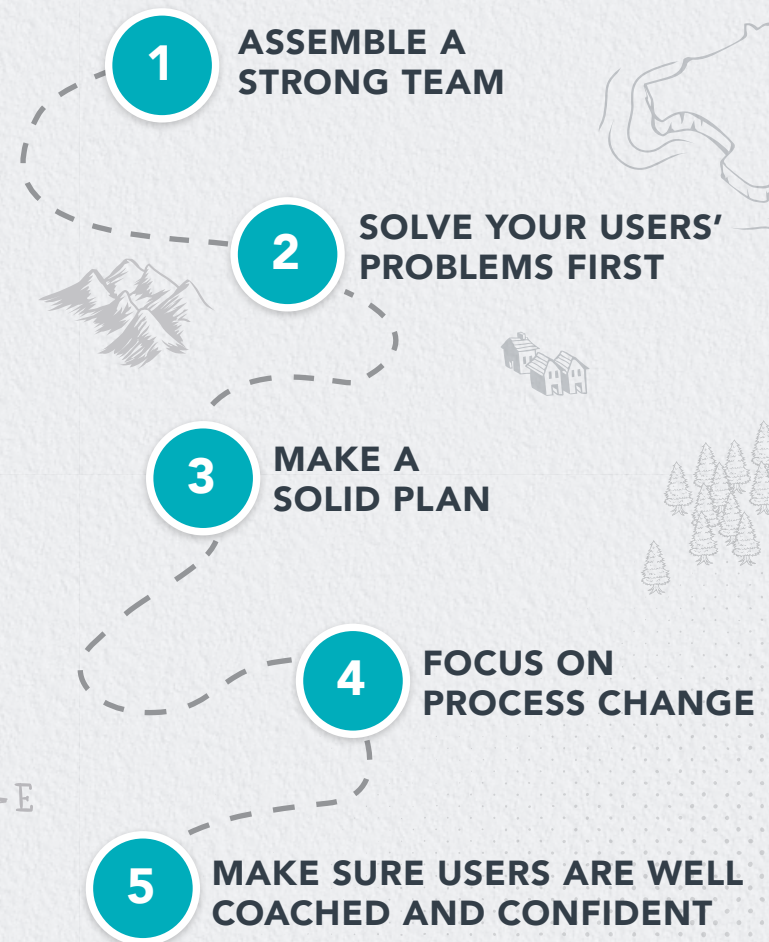 1
ASSEMBLE A
STRONG TEAM
2
SOLVE YOUR USERS’
PROBLEMS FIRST
3
MAKE A
SOLID PLAN
4
FOCUS ON
PROCESS CHANGE
E
5
MAKE SURE USERS ARE WELL
COACHED AND CONFIDENT